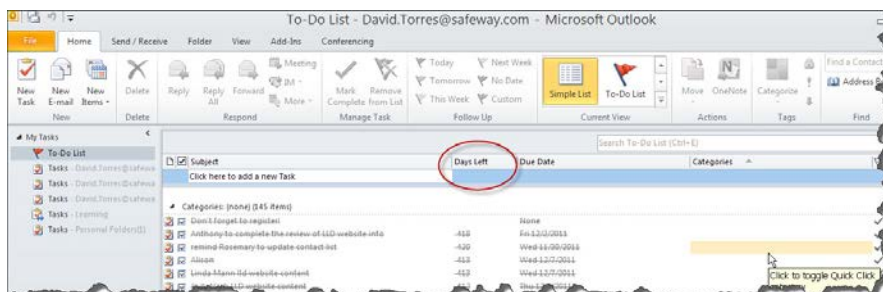 To-Do List - David.Torres@safeway.com - Microsoft Outlook
File Home Send / Receive Folder View Add-Ins Conferencing
New Task New E-mail New Items Delete Reply Reply All Forward Meeting IM More Mark Complete Remove from List Today Tomorrow This Week Next Week No Date Custom Simple List To-Do List Move OneNote Categorize Find a Contact Address
New Delete Respond Manage Task Follow Up Current View Actions Tags Find
My Tasks
Search To-Do List (Ctrl+E)
To-Do List
Tasks - David.Torres@safewa
Tasks - David.Torres@safewa
Tasks - David.Torres@safewa
Tasks - Learning
Tasks - Personal Folders(1)
Subject Days Left Due Date Categories
Click here to add a new Task
Categories: (none) (145 items)
Don't forget to register! None
Anthony to complete the review of LLD website info -418 Fri 12/2/2011
remind Rosemary to update contact list -420 Wed 11/30/2011
Alison -413 Wed 12/7/2011
Linda Mann lld website content -413 Wed 12/7/2011
LLD website content
Click to toggle Quick Click